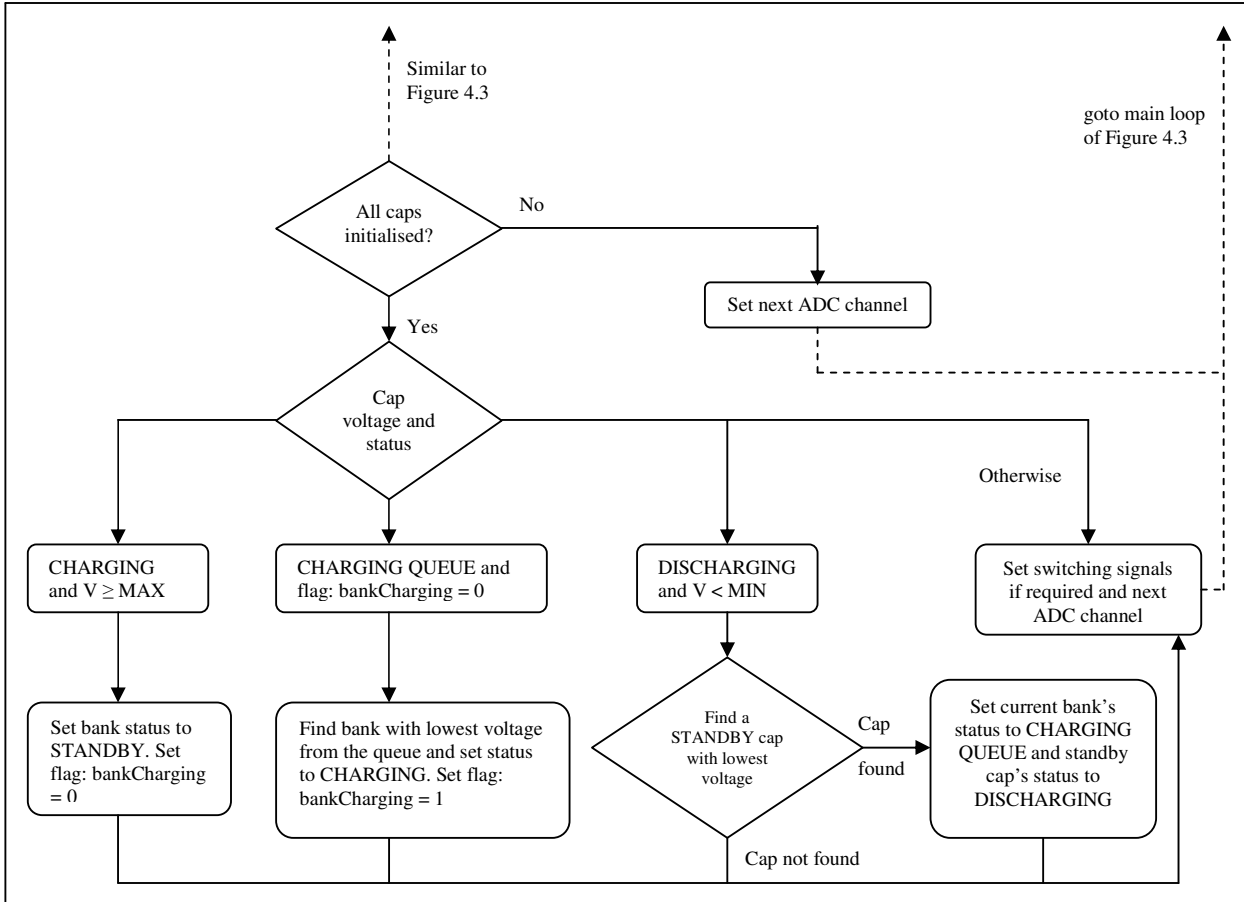 Similar to
Figure 4.3
goto main loop
of Figure 4.3
All caps
initialised?
No
Set next ADC channel
Yes
Cap
voltage and
status
Otherwise
CHARGING
and V ≥ MAX
CHARGING QUEUE and
flag: bankCharging = 0
DISCHARGING
and V < MIN
Set switching signals
if required and next
ADC channel
Set bank status to
STANDBY. Set
flag: bankCharging
= 0
Find bank with lowest voltage
from the queue and set status
to CHARGING. Set flag:
bankCharging = 1
Find a
STANDBY cap
with lowest
voltage
Cap
found
Set current bank's
status to CHARGING
QUEUE and standby
cap's status to
DISCHARGING
Cap not found